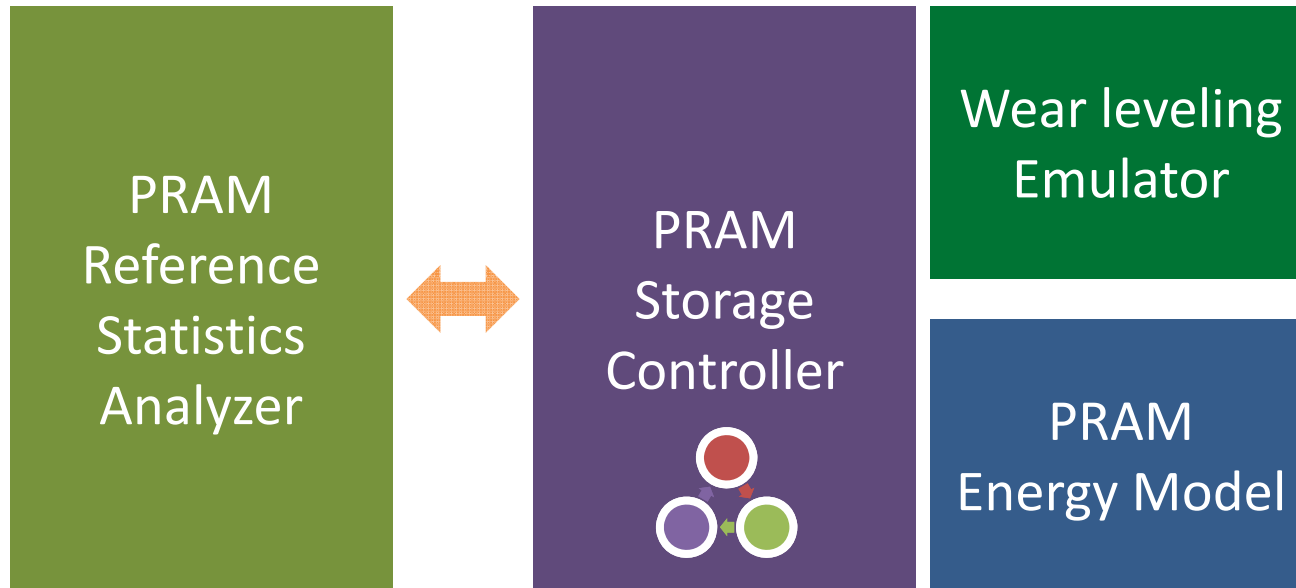 PRAM
Reference
Statistics
Analyzer
PRAM
Storage
Controller
Wear leveling
Emulator
PRAM
Energy Model